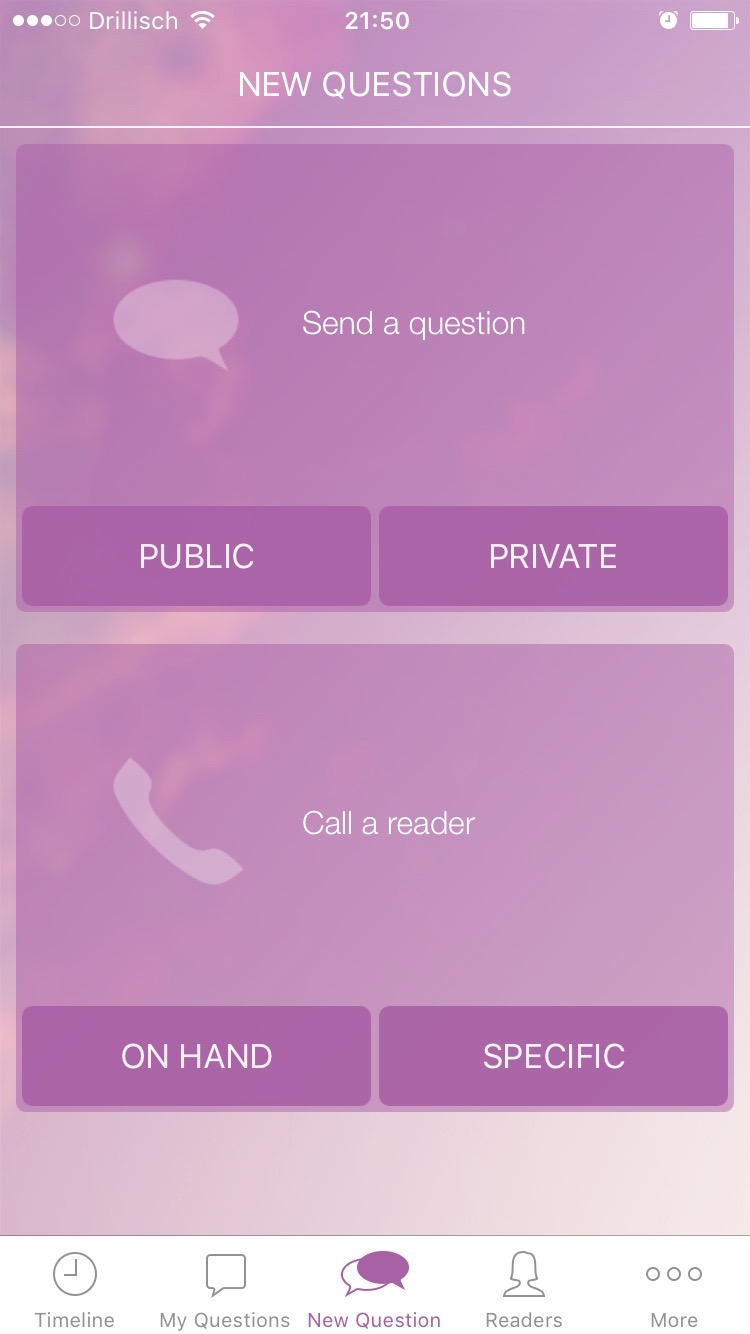 Drillisch 21:50
NEW QUESTIONS
Send a question
PUBLIC PRIVATE
Call a reader
ON HAND SPECIFIC
Timeline My Questions New Question Readers More